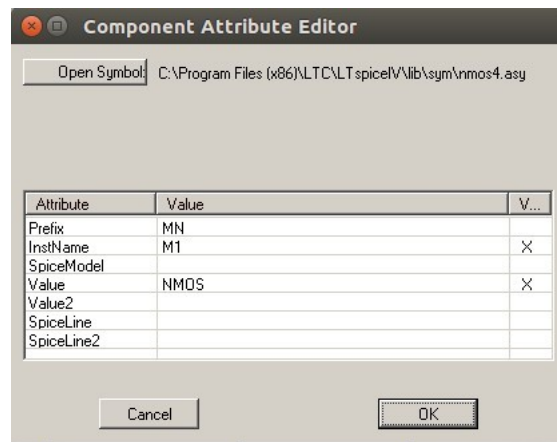 Component Attribute Editor
Open Symbol: C:\Program Files (x86)\LTC\LTspiceIV\lib\sym\nmos4.asy
Attribute Value V...
Prefix MN
InstName M1 X
SpiceModel
Value NMOS X
Value2
SpiceLine
SpiceLine2
Cancel OK